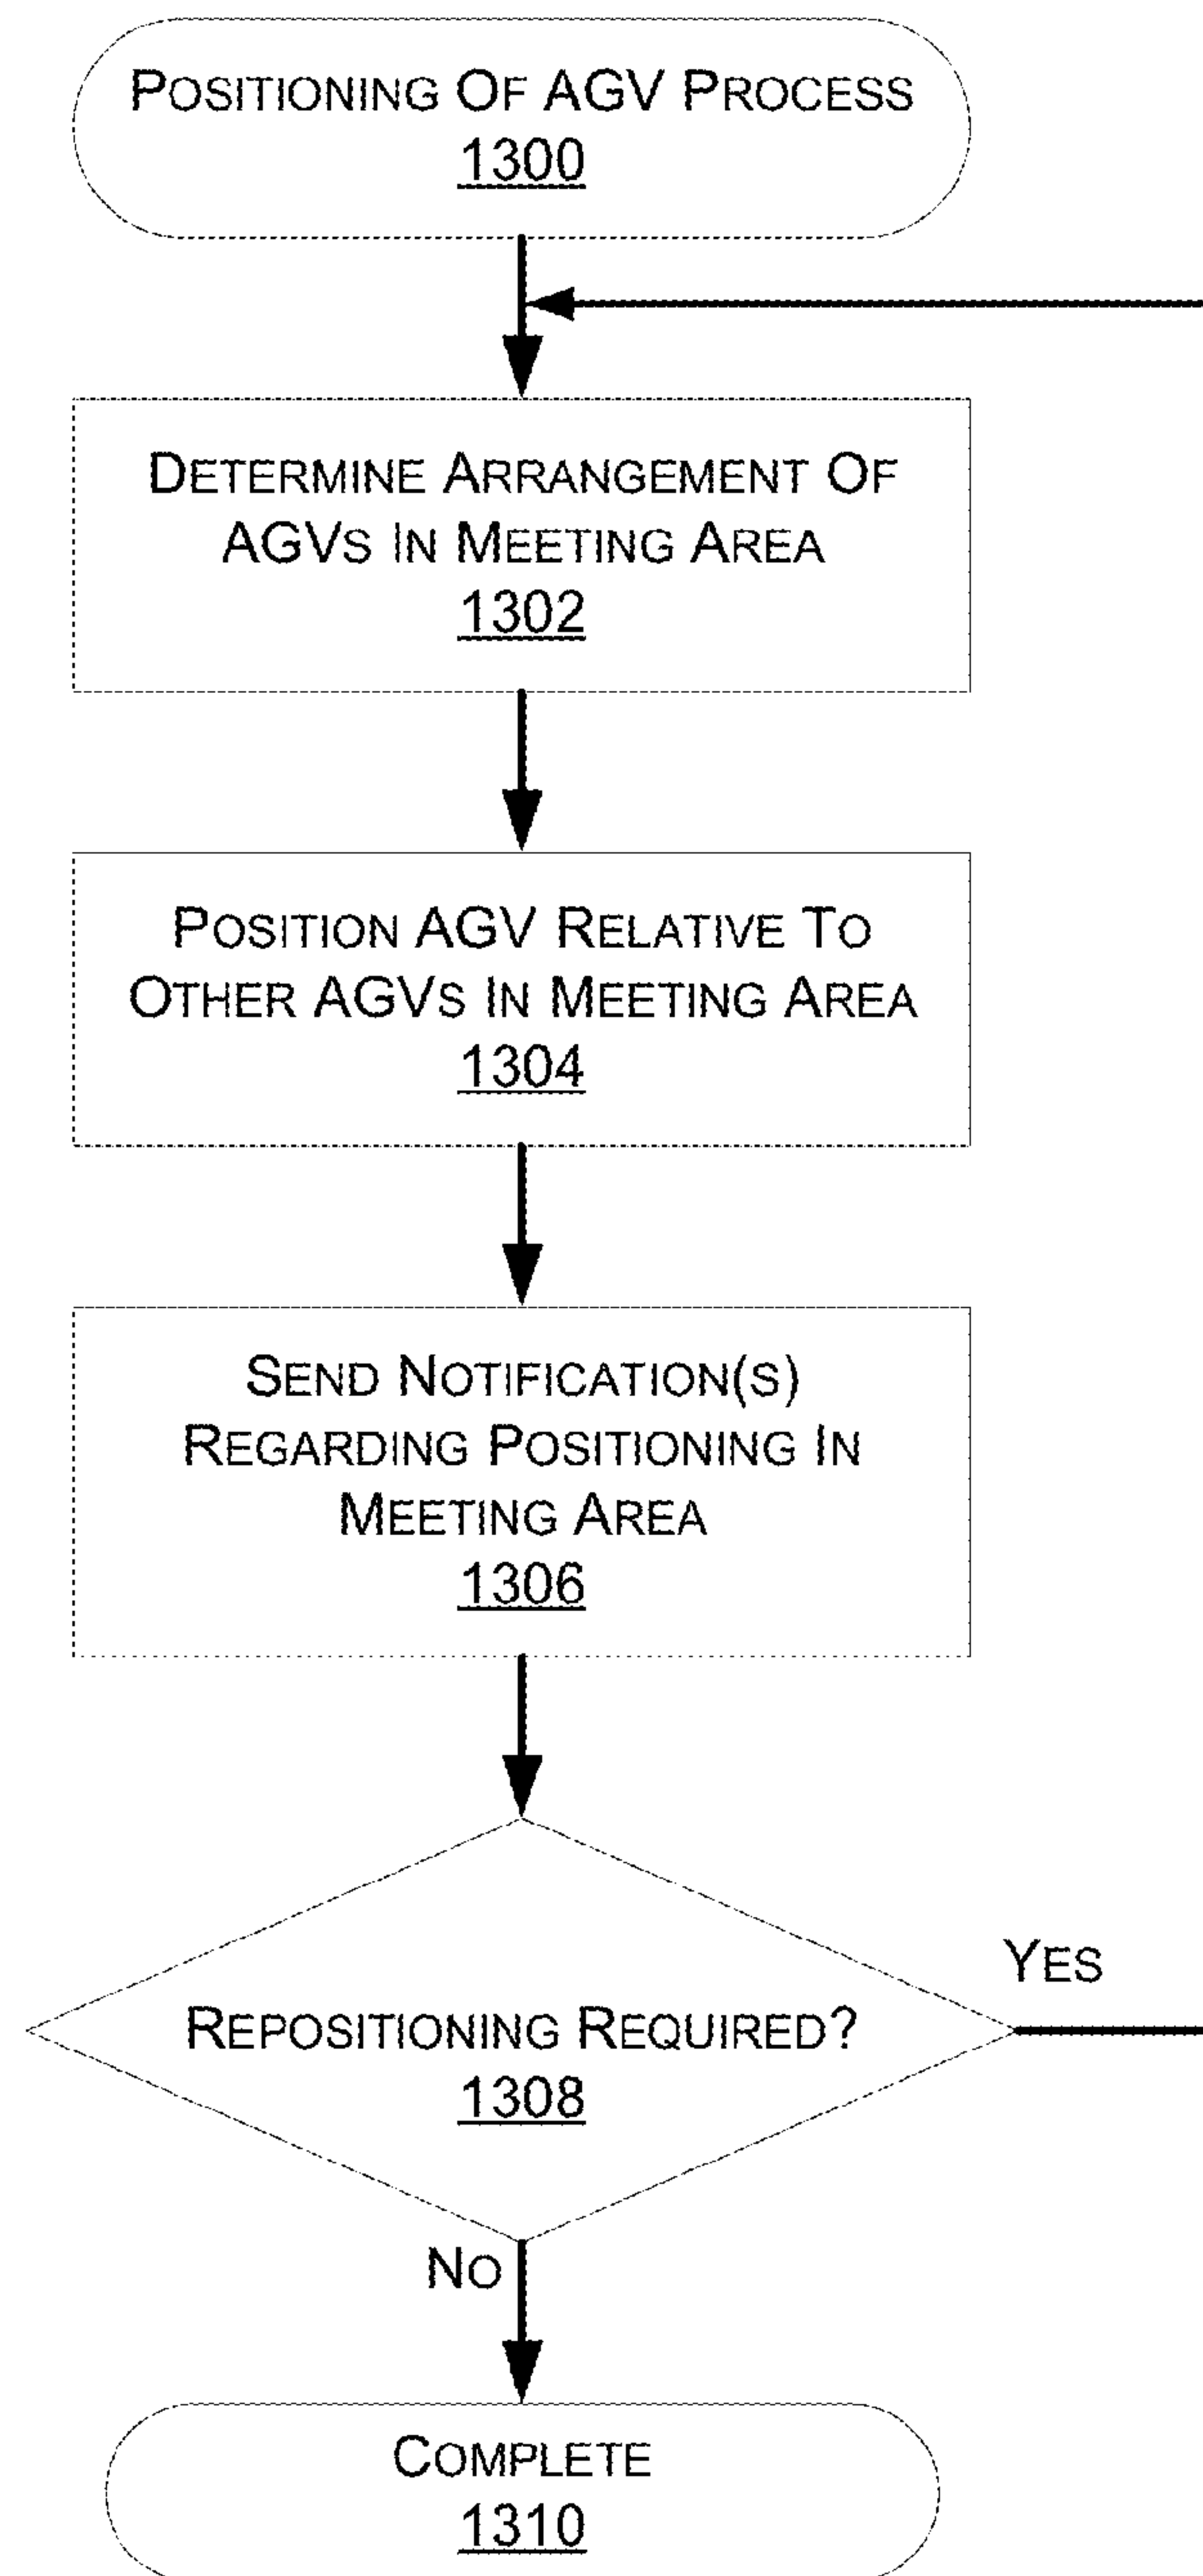 POSITIONING OF AGV PROCESS
1300
DETERMINE ARRANGEMENT OF
AGVS IN MEETING AREA
1302
POSITION AGV RELATIVE TO
OTHER AGVS IN MEETING AREA
1304
SEND NOTIFICATION(S)
REGARDING POSITIONING IN
MEETING AREA
1306
YES
REPOSITIONING REQUIRED?
1308
NO
COMPLETE
1310